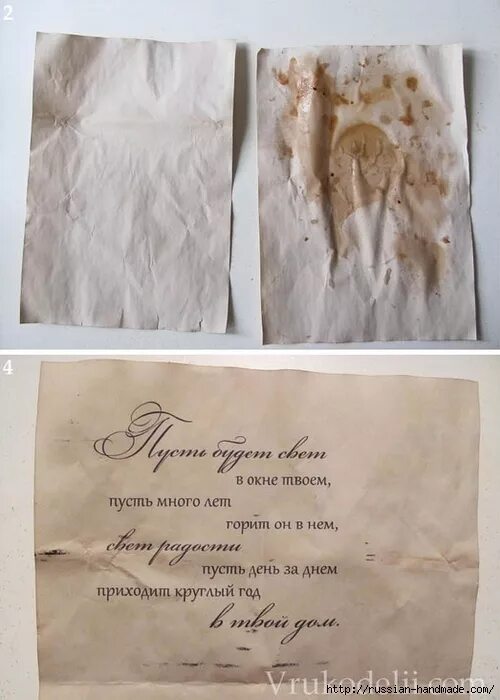 2
4
Пусть будет свет
в окне твоем,
пусть много лет
горит он в нем,
свет радости
пусть день за днем
приходит круглый год
в твой дом.
Vrukodelii.com
http://russian-handmade.com/